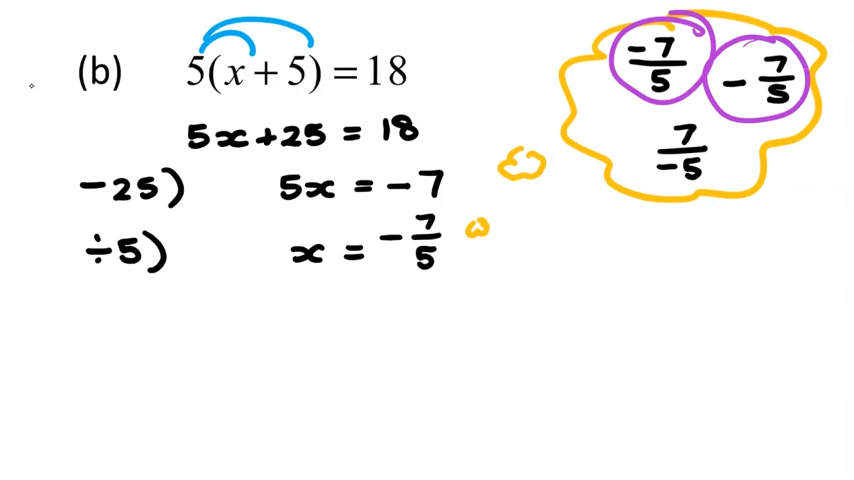 (b) 5(x + 5) = 18
5x + 25 = 18
-25) 5x = -7
÷5) x = -7/5
-7/5
-7/5
7/-5